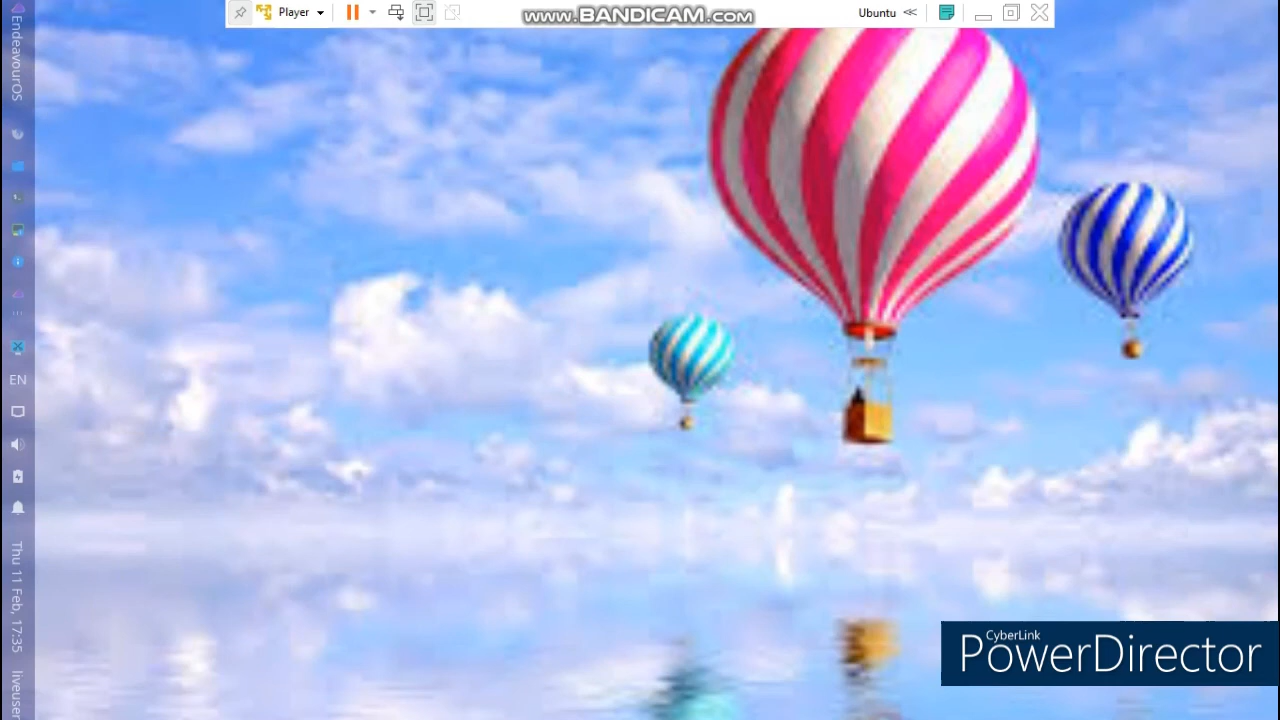 Player
www.BANDICAM.com
Ubuntu
EndeavourOS
EN
Thu 11 Feb, 17:35
liveuser
CyberLink
PowerDirector